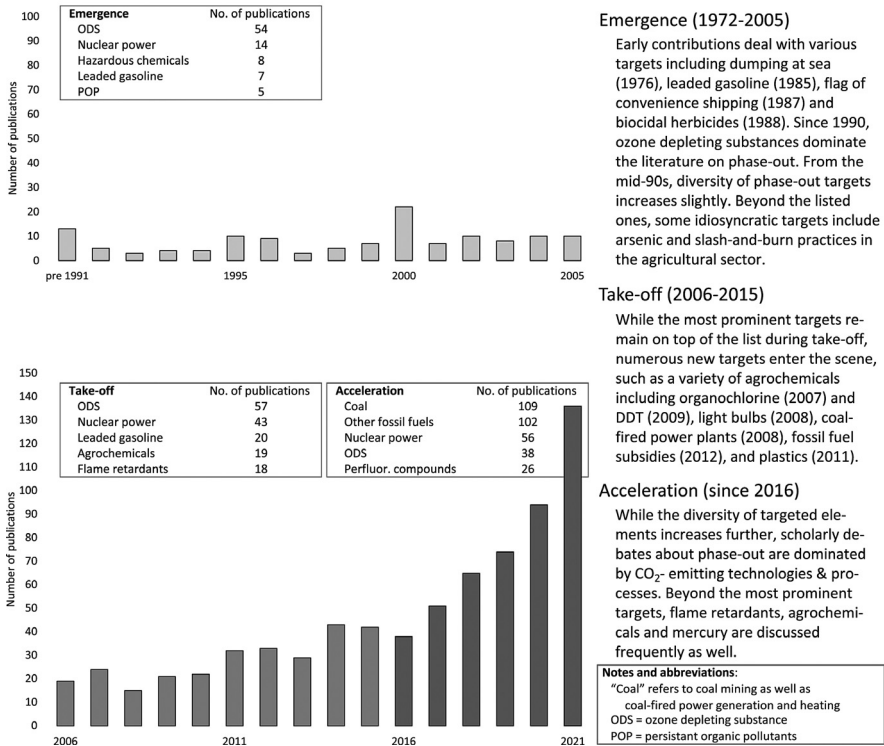 Number of publications
100
90
80
70
60
50
40
30
20
10
0
Emergence No. of publications
ODS 54
Nuclear power 14
Hazardous chemicals 8
Leaded gasoline 7
POP 5
pre 1991 1995 2000 2005
Number of publications
150
140
130
120
110
100
90
80
70
60
50
40
30
20
10
0
Take-off No. of publications
ODS 57
Nuclear power 43
Leaded gasoline 20
Agrochemicals 19
Flame retardants 18
Acceleration No. of publications
Coal 109
Other fossil fuels 102
Nuclear power 56
ODS 38
Perfluor. compounds 26
2006 2011 2016 2021
Emergence (1972-2005)
Early contributions deal with various
targets including dumping at sea
(1976), leaded gasoline (1985), flag of
convenience shipping (1987) and
biocidal herbicides (1988). Since 1990,
ozone depleting substances dominate
the literature on phase-out. From the
mid-90s, diversity of phase-out targets
increases slightly. Beyond the listed
ones, some idiosyncratic targets include
arsenic and slash-and-burn practices in
the agricultural sector.
Take-off (2006-2015)
While the most prominent targets re-
main on top of the list during take-off,
numerous new targets enter the scene,
such as a variety of agrochemicals
including organochlorine (2007) and
DDT (2009), light bulbs (2008), coal-
fired power plants (2008), fossil fuel
subsidies (2012), and plastics (2011).
Acceleration (since 2016)
While the diversity of targeted ele-
ments increases further, scholarly de-
bates about phase-out are dominated
by CO₂- emitting technologies & pro-
cesses. Beyond the most prominent
targets, flame retardants, agrochemi-
cals and mercury are discussed
frequently as well.
Notes and abbreviations:
“Coal” refers to coal mining as well as
coal-fired power generation and heating
ODS = ozone depleting substance
POP = persistant organic pollutants